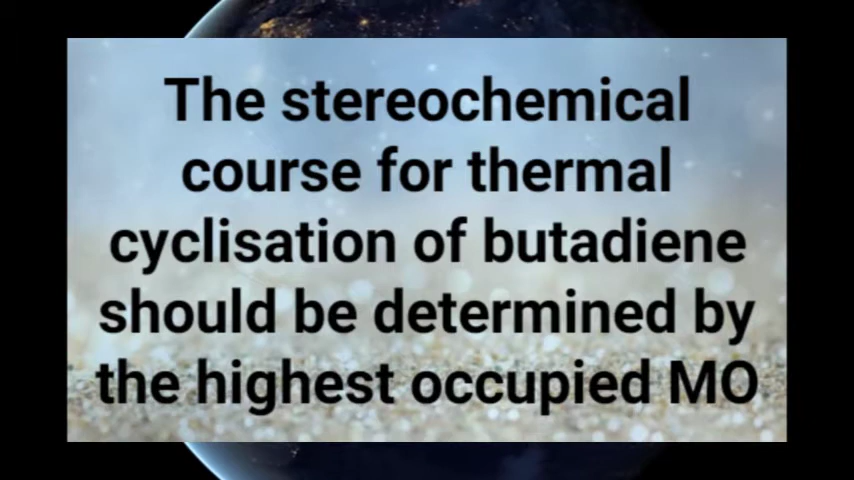 The stereochemical
course for thermal
cyclisation of butadiene
should be determined by
the highest occupied MO